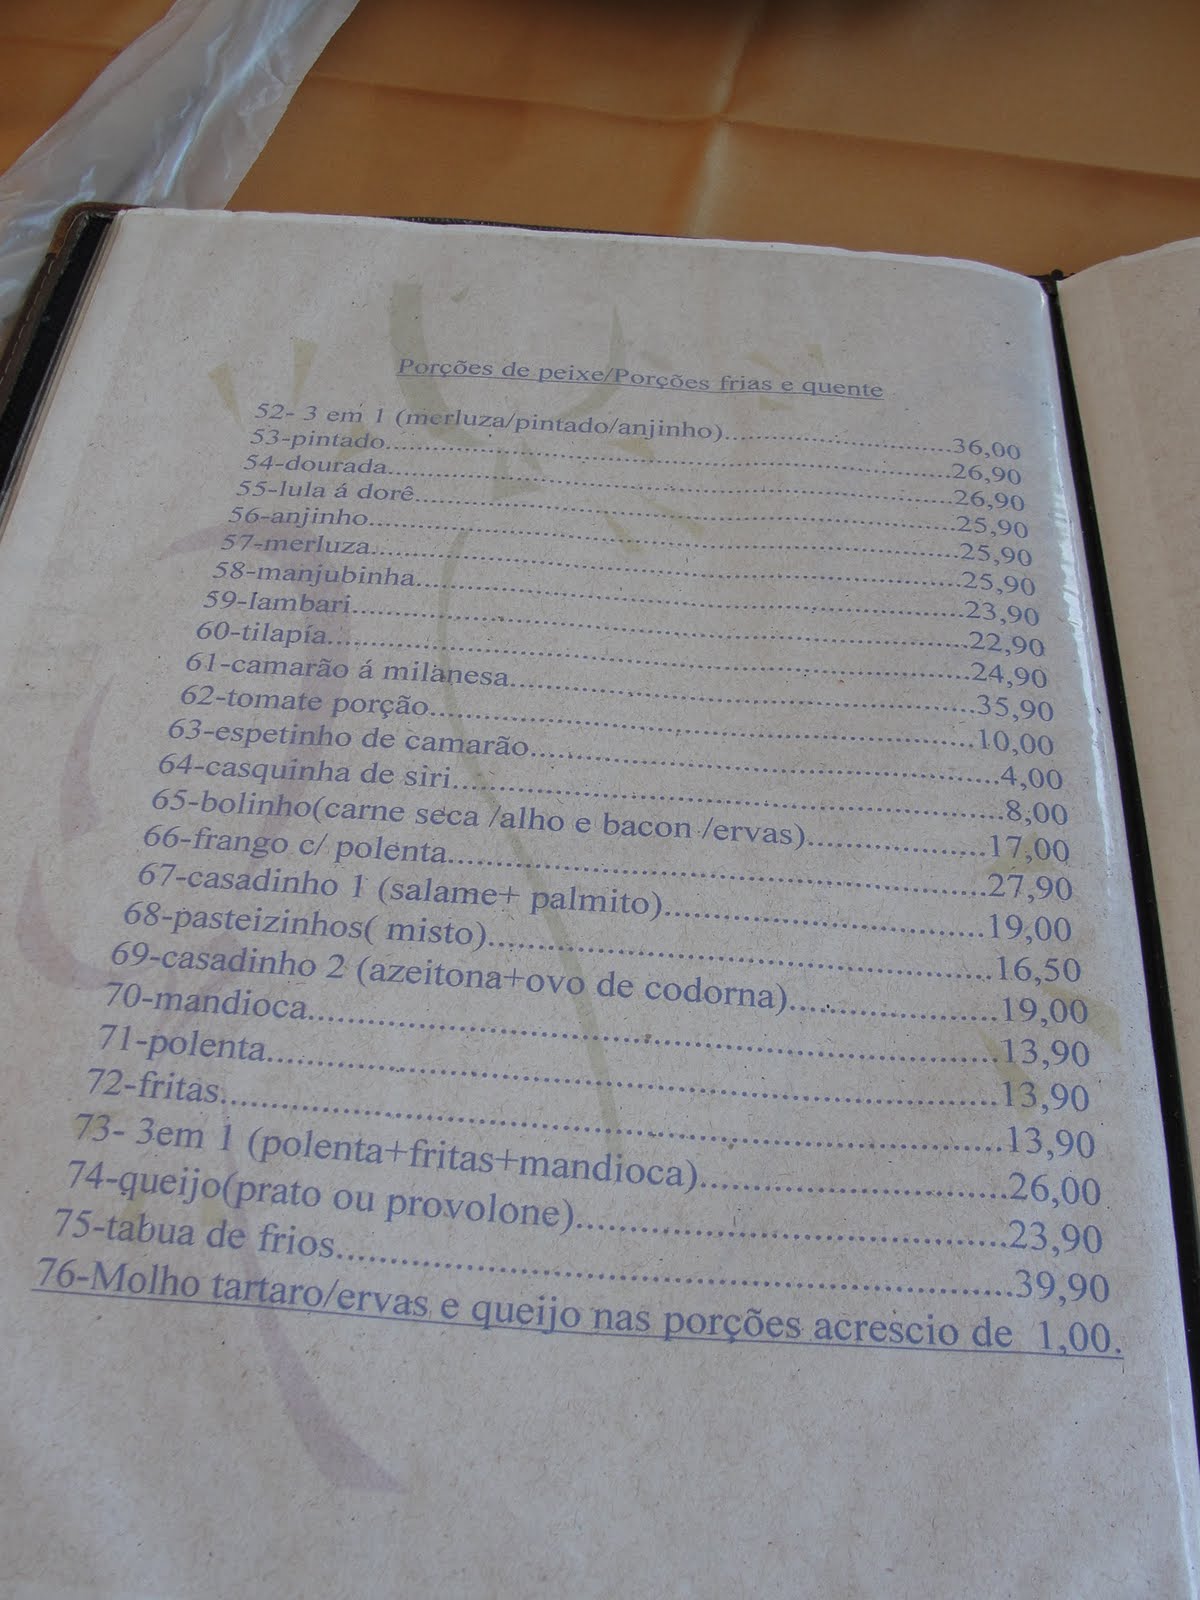 Porções de peixe/Porções frias e quente
52- 3 em 1 (merluza/pintado/anjinho)..............................36,00
53-pintado..............................26,90
54-dourada..............................26,90
55-lula á dorê..............................25,90
56-anjinho..............................25,90
57-merluza..............................25,90
58-manjubinha..............................23,90
59-lambari..............................22,90
60-tilapía..............................24,90
61-camarão á milanesa..............................35,90
62-tomate porção..............................10,00
63-espetinho de camarão..............................4,00
64-casquinha de siri..............................8,00
65-bolinho(carne seca /alho e bacon /ervas)..................17,00
66-frango c/ polenta..............................27,90
67-casadinho 1 (salame+ palmito)..............................19,00
68-pasteizinhos( misto)..............................16,50
69-casadinho 2 (azeitona+ovo de codorna)....................19,00
70-mandioca..............................13,90
71-polenta..............................13,90
72-fritas..............................13,90
73- 3em 1 (polenta+fritas+mandioca)..............................26,00
74-queijo(prato ou provolone)..............................23,90
75-tabua de frios..............................39,90
76-Molho tartaro/ervas e queijo nas porções acrescio de 1,00.